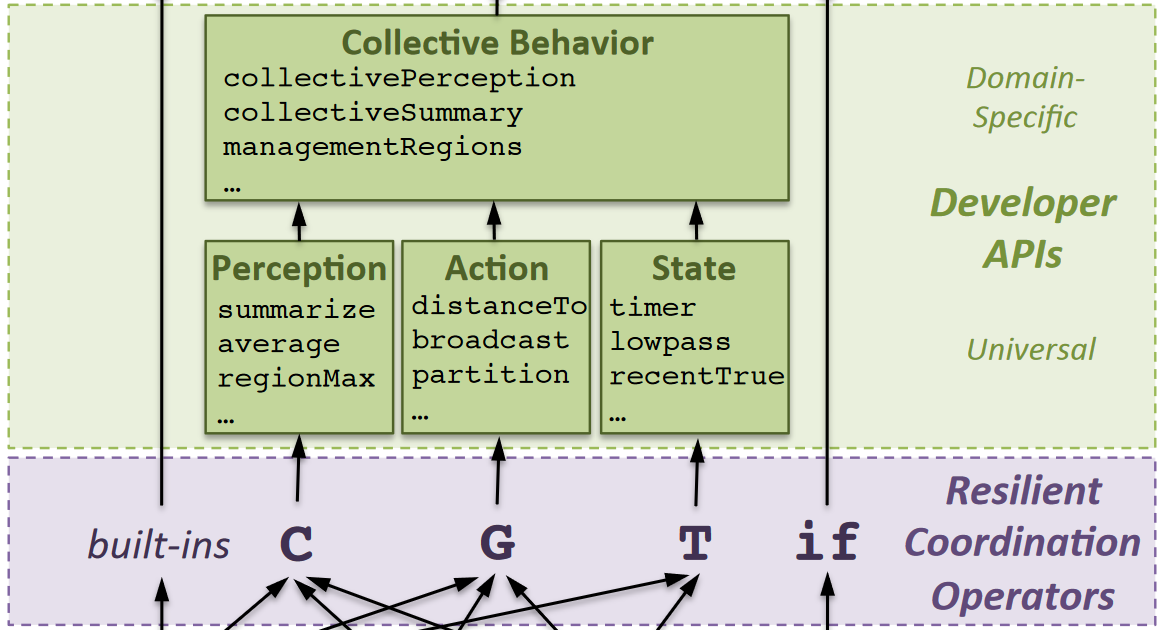 Collective Behavior
collectivePerception
collectiveSummary
managementRegions
…
Domain-
Specific
Developer
APIs
Perception
summarize
average
regionMax
…
Action
distanceTo
broadcast
partition
…
State
timer
lowpass
recentTrue
…
Universal
built-ins
C
G
T
if
Resilient
Coordination
Operators